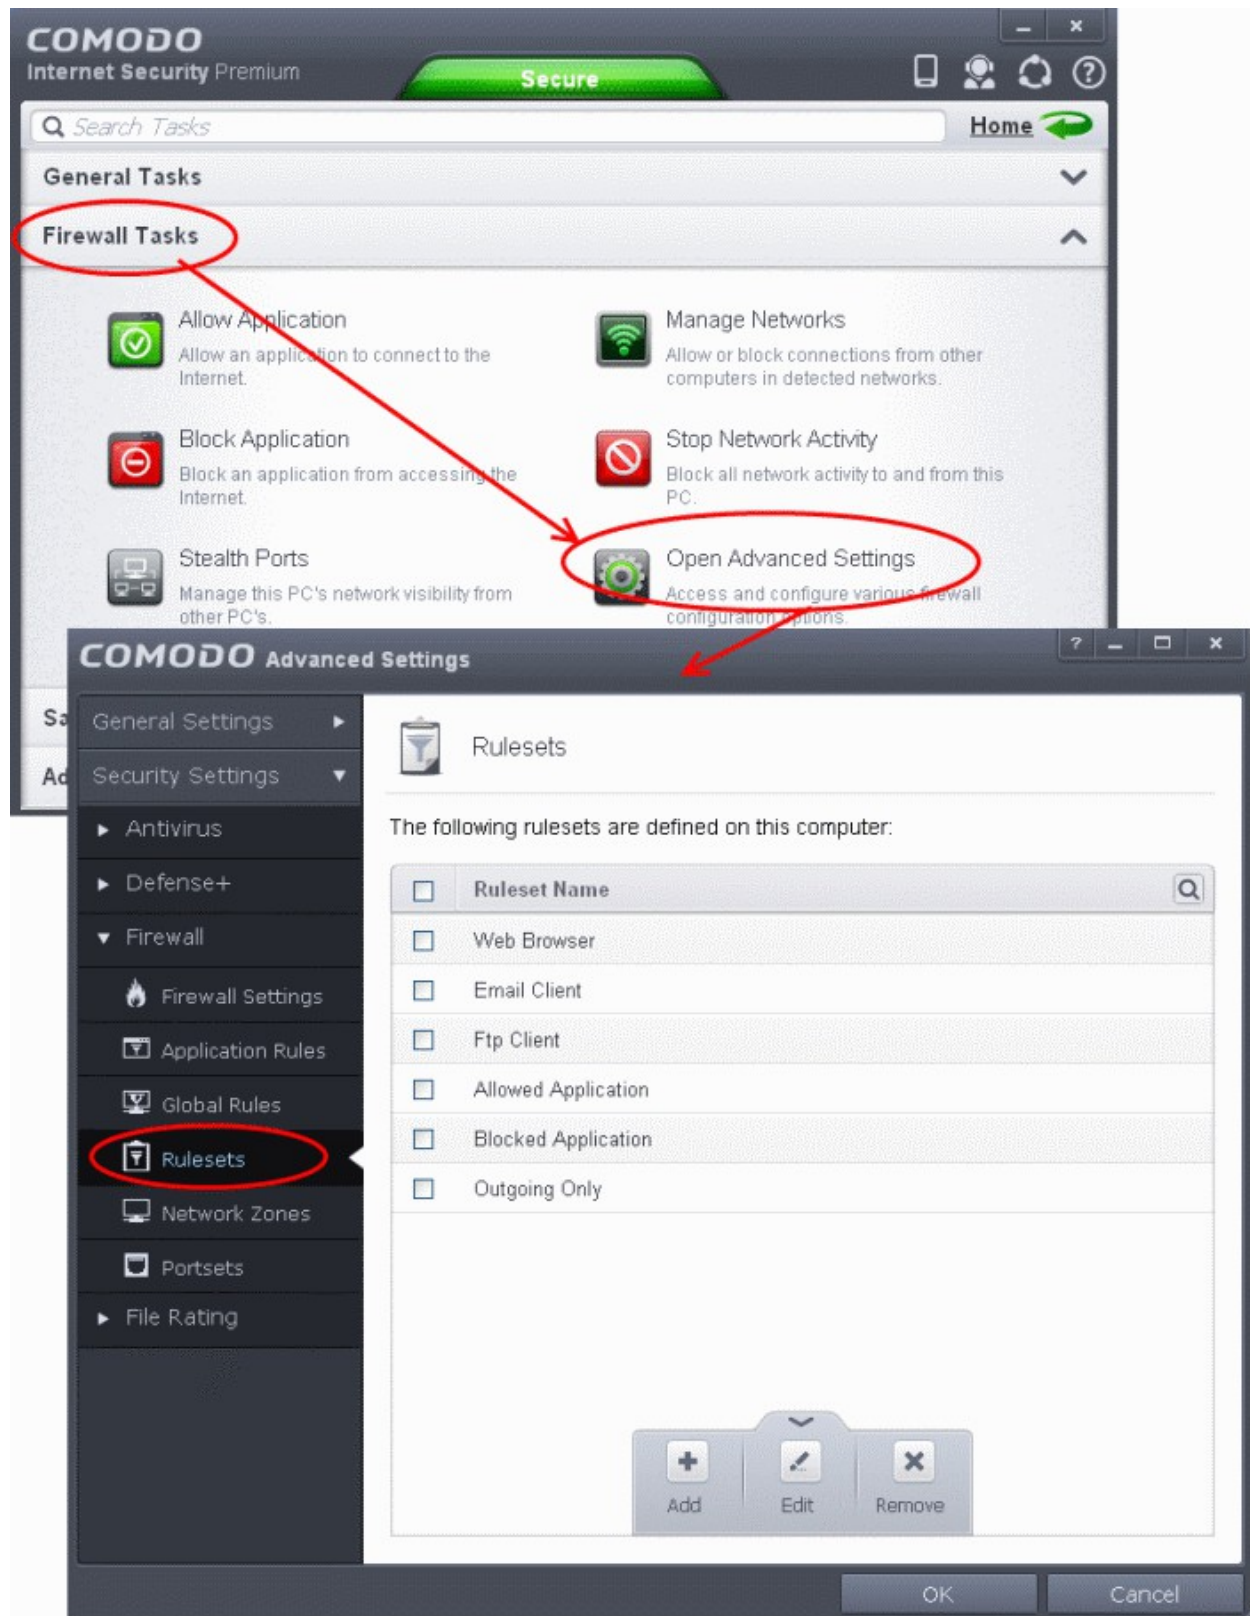 COMODO
Internet Security Premium
Secure
Search Tasks
Home
General Tasks
Firewall Tasks
Allow Application
Allow an application to connect to the
Internet.
Manage Networks
Allow or block connections from other
computers in detected networks.
Block Application
Block an application from accessing the
Internet.
Stop Network Activity
Block all network activity to and from this
PC.
Stealth Ports
Manage this PC's network visibility from
other PC's.
Open Advanced Settings
Access and configure various firewall
configuration options.
Sa
Ad
COMODO Advanced Settings
General Settings
Security Settings
Antivirus
Defense+
Firewall
Firewall Settings
Application Rules
Global Rules
Rulesets
Network Zones
Portsets
File Rating
Rulesets
The following rulesets are defined on this computer:
Ruleset Name
Web Browser
Email Client
Ftp Client
Allowed Application
Blocked Application
Outgoing Only
Add
Edit
Remove
OK
Cancel